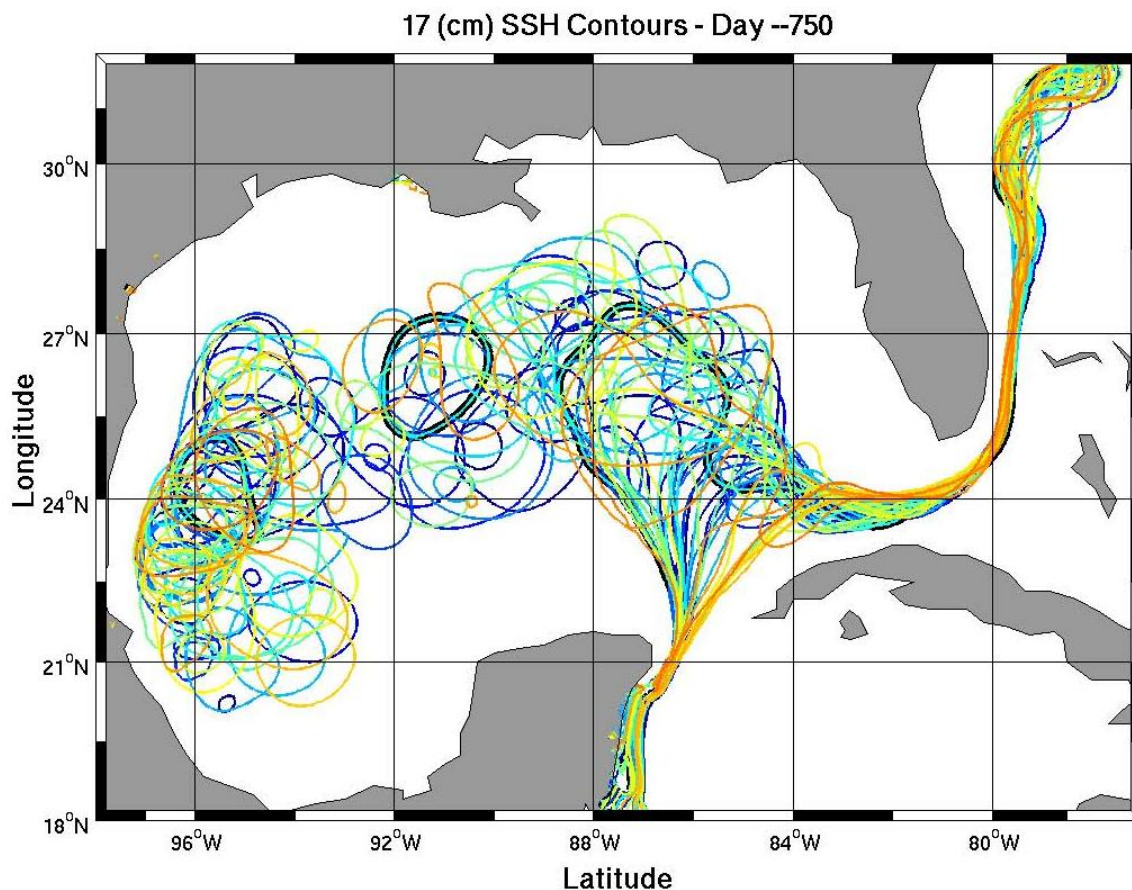 17 (cm) SSH Contours - Day --750
30°N
27°N
24°N
21°N
18°N
Longitude
96°W 92°W 88°W 84°W 80°W
Latitude